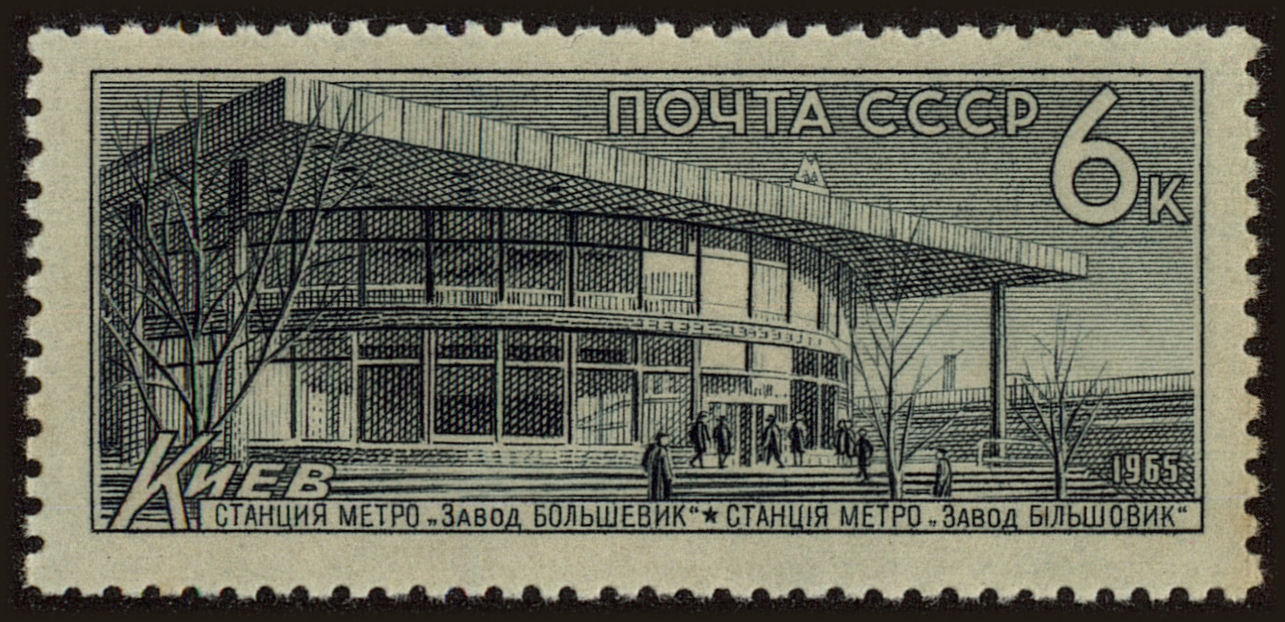 ПОЧТА СССР 6К
М
Киев
1965
СТАНЦИЯ МЕТРО „Завод БОЛЬШЕВИК“ ★ СТАНЦІЯ МЕТРО „Завод БІЛЬШОВИК“